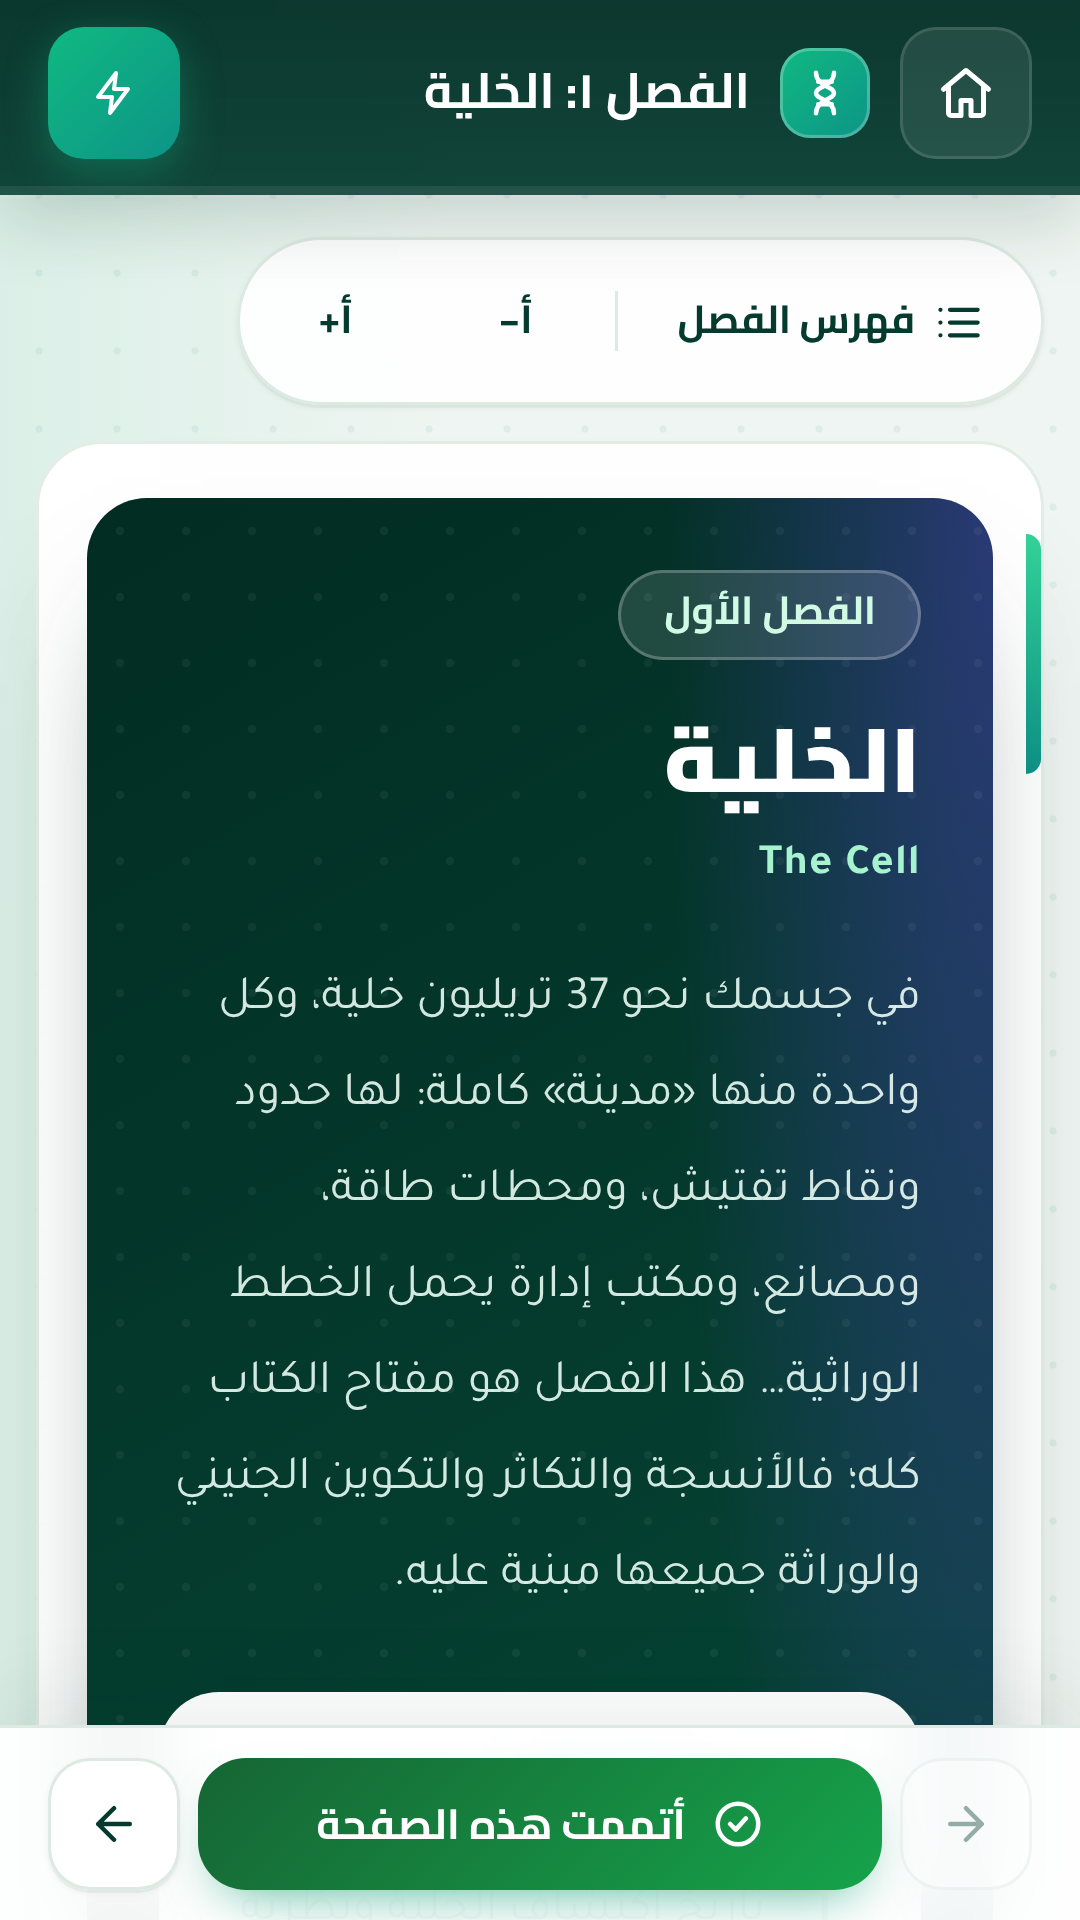 الفصل ١: الخلية
فهرس الفصل
أ−
أ+
الفصل الأول
الخلية
The Cell
في جسمك نحو 37 تريليون خلية، وكل
واحدة منها «مدينة» كاملة: لها حدود
ونقاط تفتيش، ومحطات طاقة،
ومصانع، ومكتب إدارة يحمل الخطط
الوراثية... هذا الفصل هو مفتاح الكتاب
كله؛ فالأنسجة والتكاثر والتكوين الجنيني
والوراثة جميعها مبنية عليه.
أتممت هذه الصفحة